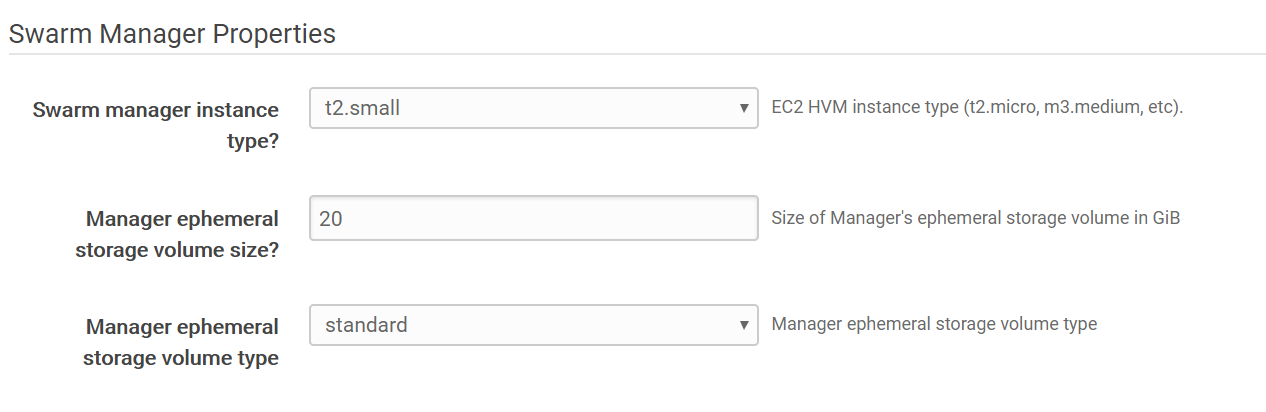 Swarm Manager Properties
Swarm manager instance
type?
t2.small
EC2 HVM instance type (t2.micro, m3.medium, etc).
Manager ephemeral
storage volume size?
20
Size of Manager's ephemeral storage volume in GiB
Manager ephemeral
storage volume type
standard
Manager ephemeral storage volume type